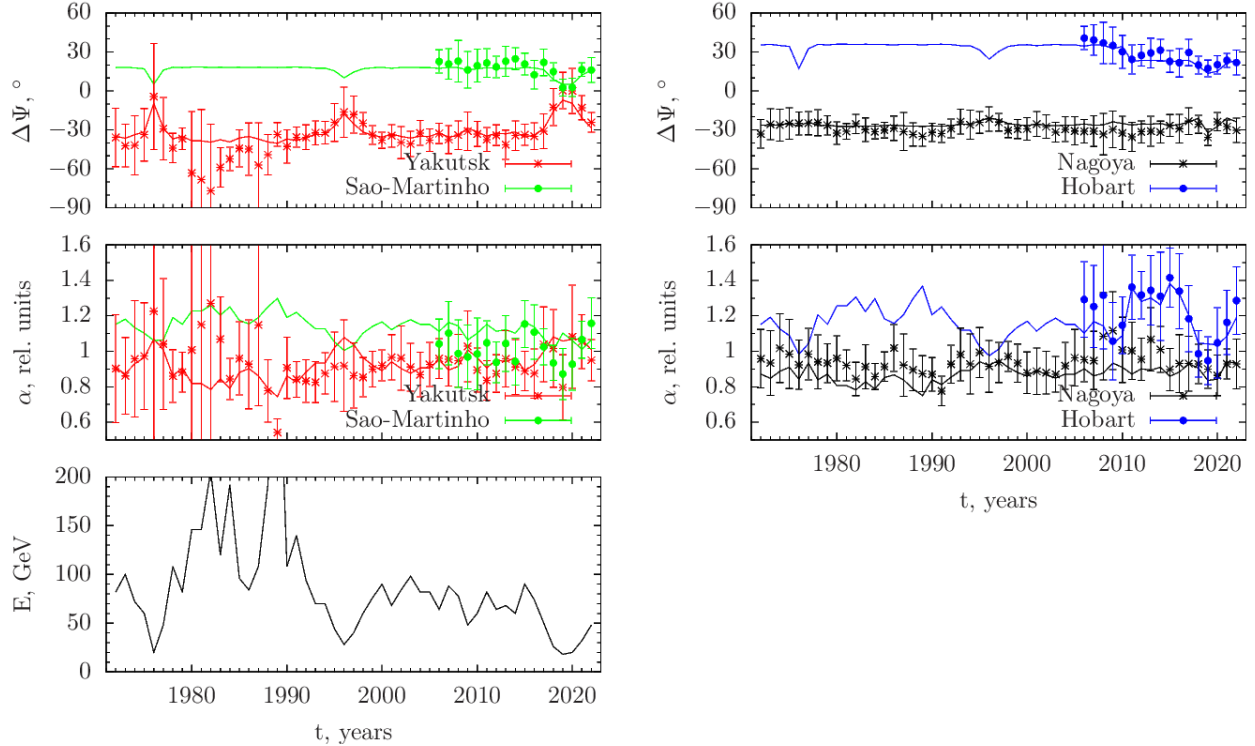 60
30
0
−30
−60
−90
ΔΨ, °
Yakutsk
Sao-Martinho
60
30
0
−30
−60
−90
ΔΨ, °
Nagoya
Hobart
1.6
1.4
1.2
1
0.8
0.6
α, rel. units
Yakutsk
Sao-Martinho
1.6
1.4
1.2
1
0.8
0.6
α, rel. units
Nagoya
Hobart
1980 1990 2000 2010 2020
t, years
200
150
100
50
0
E, GeV
1980 1990 2000 2010 2020
t, years